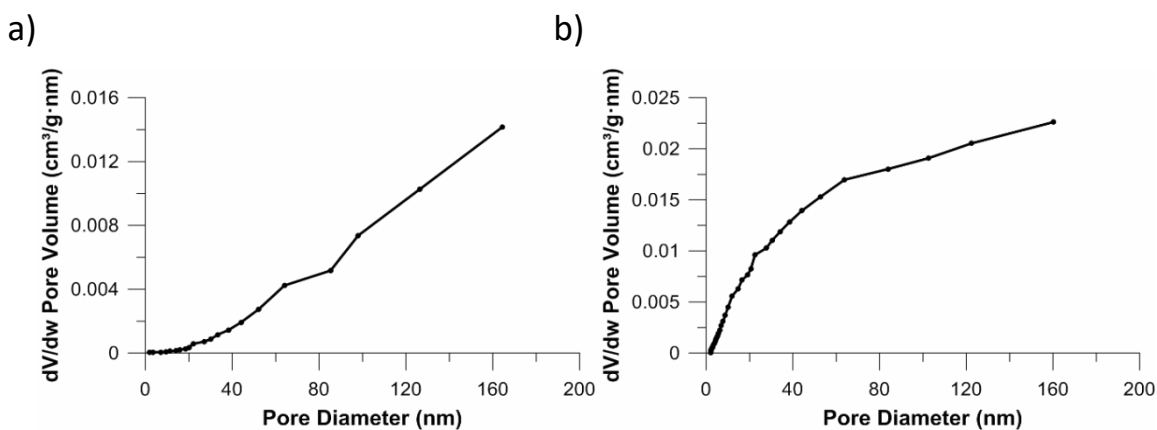 a)
b)
dV/dw Pore Volume (cm³/g·nm)
0.016
0.012
0.008
0.004
0
0 40 80 120 160 200
Pore Diameter (nm)
dV/dw Pore Volume (cm³/g·nm)
0.025
0.02
0.015
0.01
0.005
0
0 40 80 120 160 200
Pore Diameter (nm)